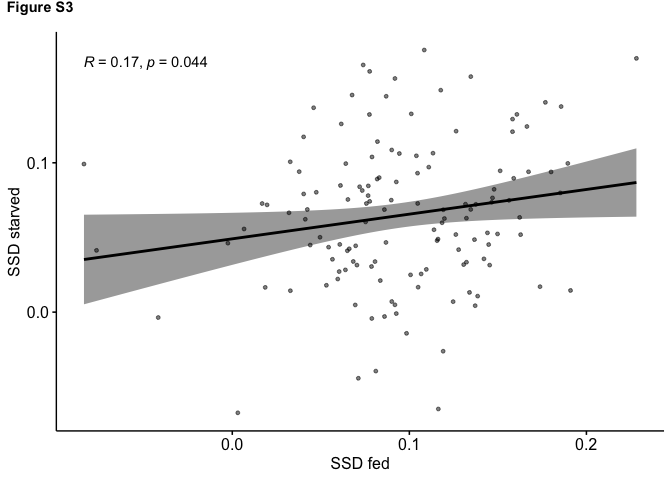 Figure S3
R = 0.17, p = 0.044
SSD starved
0.1
0.0
0.0 0.1 0.2
SSD fed